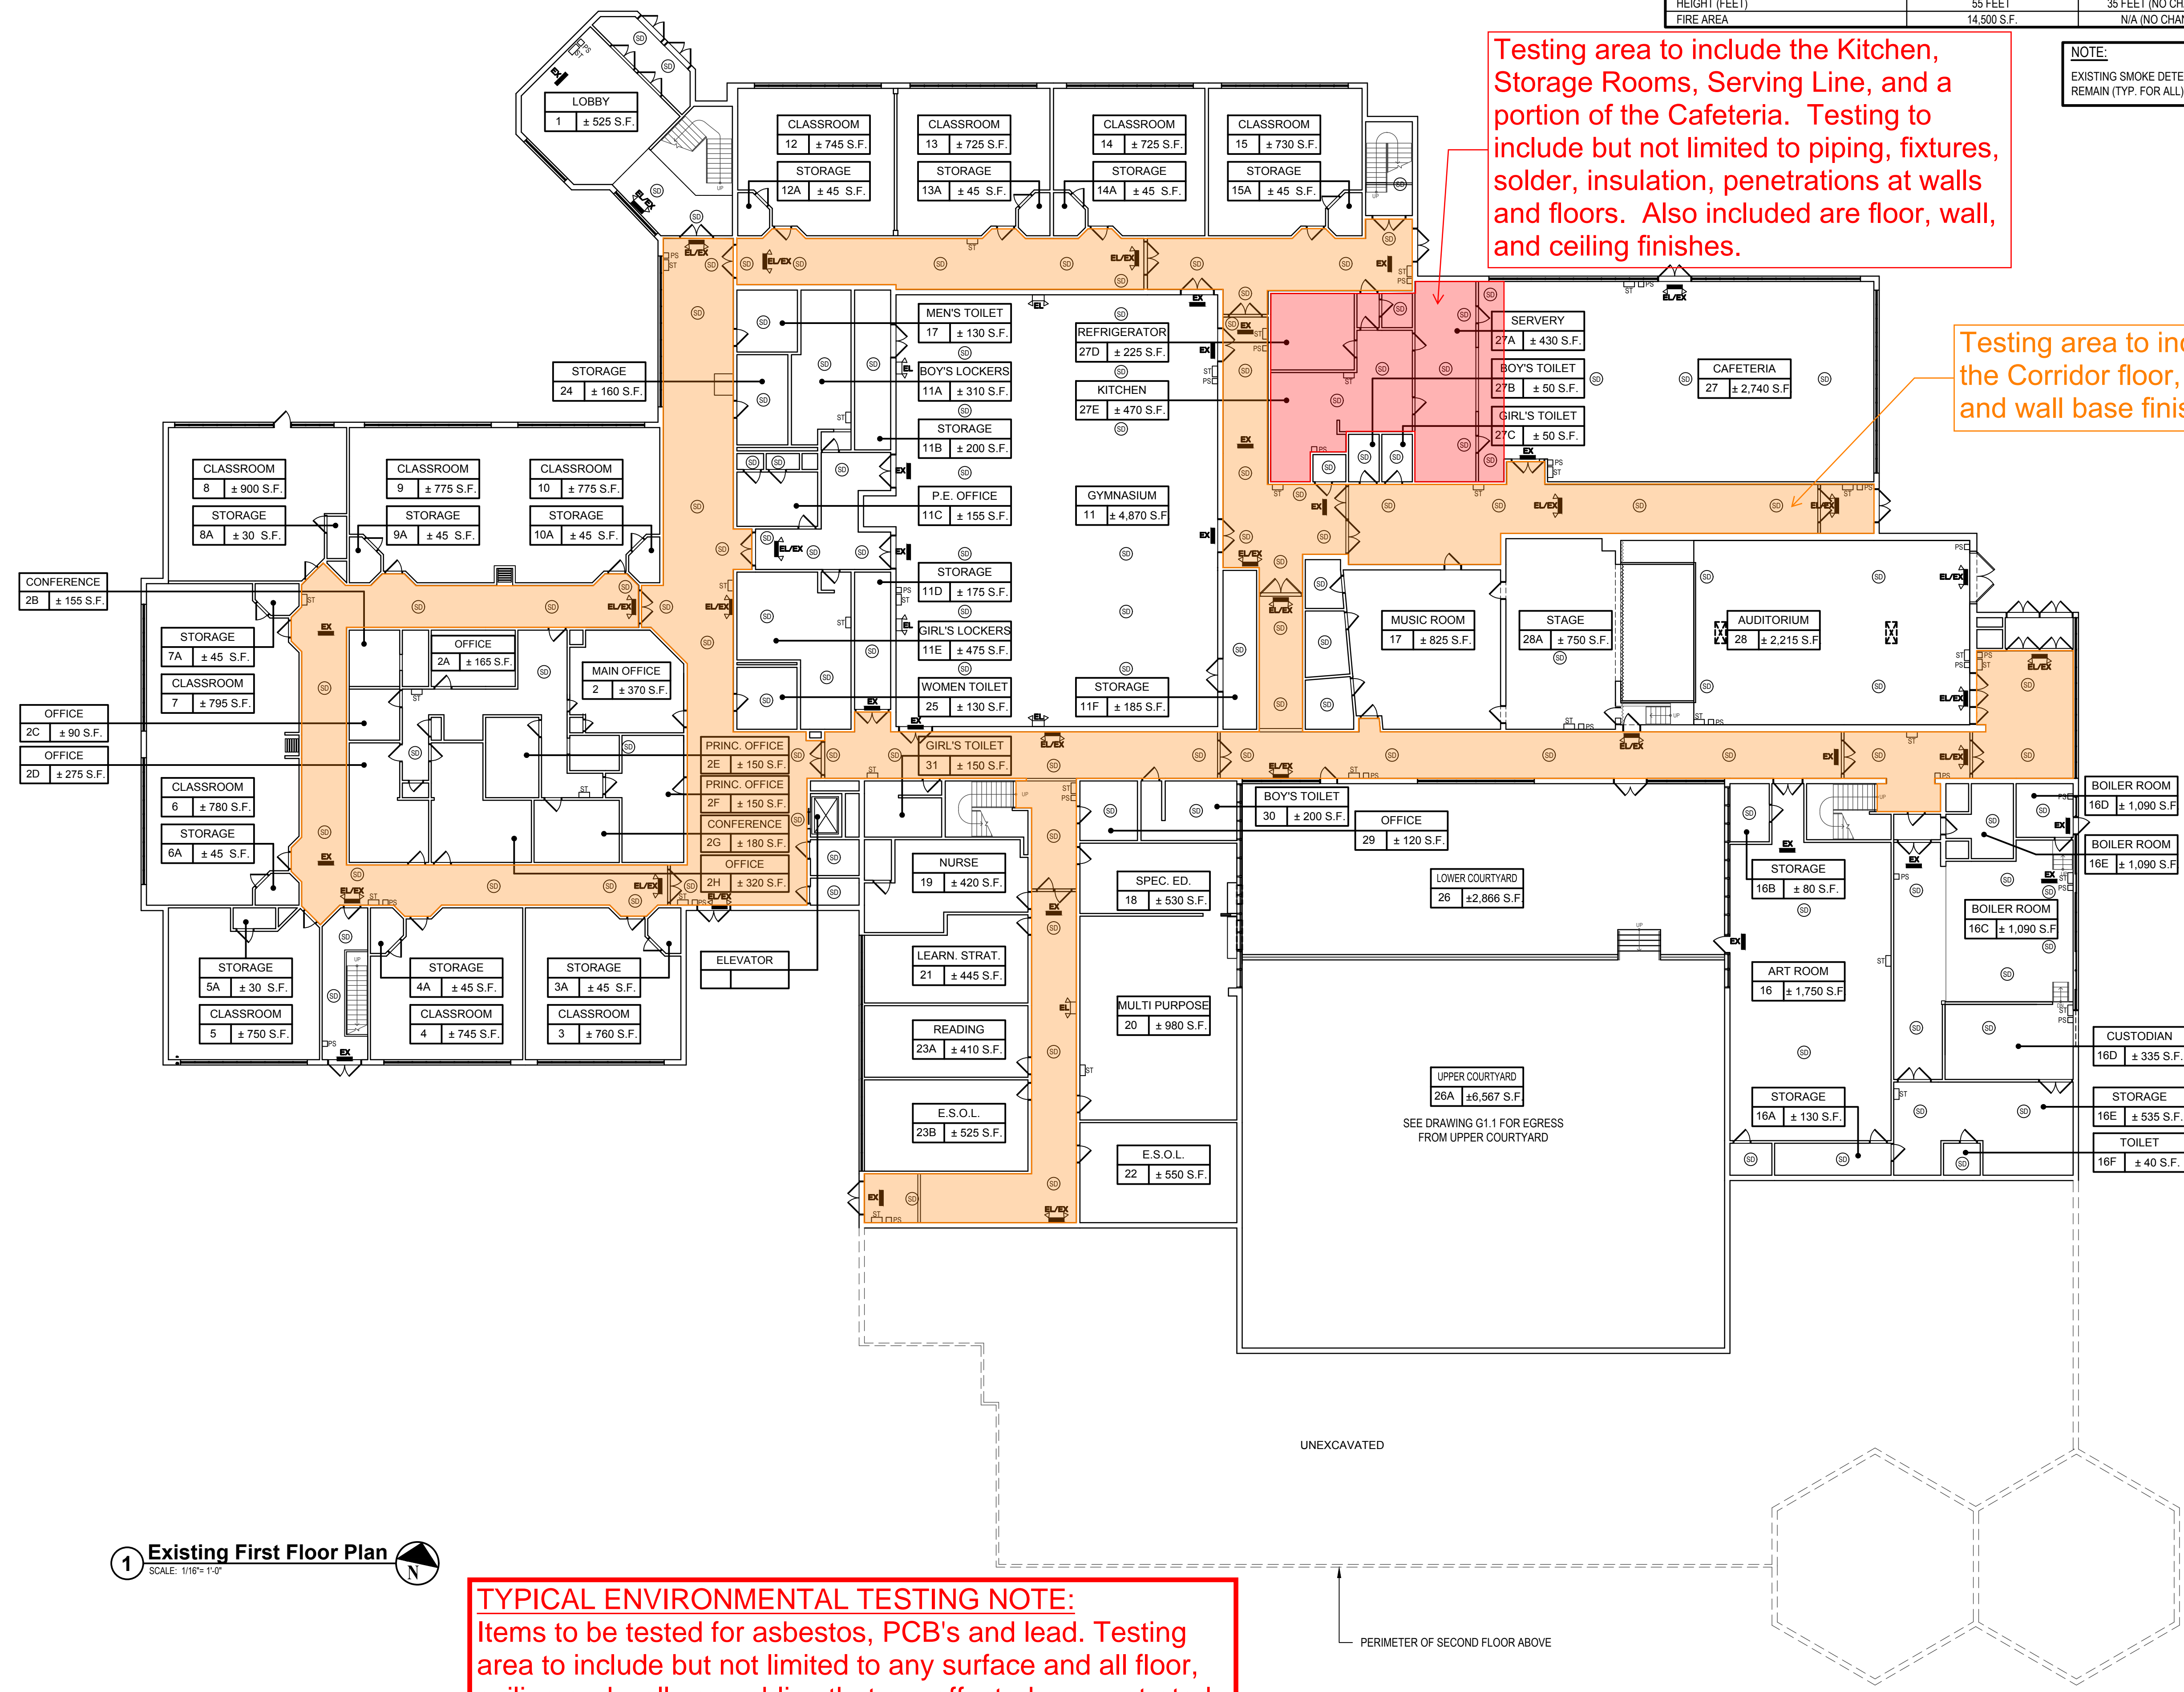 HEIGHT (FEET) 55 FEET 35 FEET (NO
FIRE AREA 14,500 S.F. N/A (NO
NOTE:
EXISTING SMOKE
REMAIN (TYP. FOR ALL)
Testing area to include the Kitchen,
Storage Rooms, Serving Line, and a
portion of the Cafeteria. Testing to
include but not limited to piping, fixtures,
solder, insulation, penetrations at walls
and floors. Also included are floor, wall,
and ceiling finishes.
Testing area to
the Corridor floor,
and wall base
LOBBY
1 ± 525 S.F.
CLASSROOM
12 ± 745 S.F.
STORAGE
12A ± 45 S.F.
CLASSROOM
13 ± 725 S.F.
STORAGE
13A ± 45 S.F.
CLASSROOM
14 ± 725 S.F.
STORAGE
14A ± 45 S.F.
CLASSROOM
15 ± 730 S.F.
STORAGE
15A ± 45 S.F.
MEN'S TOILET
17 ± 130 S.F.
BOY'S LOCKERS
11A ± 310 S.F.
STORAGE
11B ± 200 S.F.
P.E. OFFICE
11C ± 155 S.F.
STORAGE
11D ± 175 S.F.
GIRL'S LOCKERS
11E ± 475 S.F.
WOMEN TOILET
25 ± 130 S.F.
REFRIGERATOR
27D ± 225 S.F.
KITCHEN
27E ± 470 S.F.
GYMNASIUM
11 ± 4,870 S.F
STORAGE
11F ± 185 S.F.
SERVERY
27A ± 430 S.F.
BOY'S TOILET
27B ± 50 S.F.
GIRL'S TOILET
27C ± 50 S.F.
CAFETERIA
27 ± 2,740 S.F
STORAGE
24 ± 160 S.F.
CLASSROOM
8 ± 900 S.F.
STORAGE
8A ± 30 S.F.
CLASSROOM
9 ± 775 S.F.
STORAGE
9A ± 45 S.F.
CLASSROOM
10 ± 775 S.F.
STORAGE
10A ± 45 S.F.
CONFERENCE
2B ± 155 S.F.
STORAGE
7A ± 45 S.F.
CLASSROOM
7 ± 795 S.F.
OFFICE
2C ± 90 S.F.
OFFICE
2D ± 275 S.F.
CLASSROOM
6 ± 780 S.F.
STORAGE
6A ± 45 S.F.
OFFICE
2A ± 165 S.F.
MAIN OFFICE
2 ± 370 S.F.
PRINC. OFFICE
2E ± 150 S.F.
PRINC. OFFICE
2F ± 150 S.F.
CONFERENCE
2G ± 180 S.F.
OFFICE
2H ± 320 S.F.
GIRL'S TOILET
31 ± 150 S.F.
MUSIC ROOM
17 ± 825 S.F.
STAGE
28A ± 750 S.F.
AUDITORIUM
28 ± 2,215 S.F
BOY'S TOILET
30 ± 200 S.F.
OFFICE
29 ± 120 S.F.
BOILER ROOM
16D ± 1,090 S.F
BOILER ROOM
16E ± 1,090 S.F
NURSE
19 ± 420 S.F.
SPEC. ED.
18 ± 530 S.F.
LOWER COURTYARD
26 ±2,866 S.F.
STORAGE
16B ± 80 S.F.
BOILER ROOM
16C ± 1,090 S.F
STORAGE
5A ± 30 S.F.
CLASSROOM
5 ± 750 S.F.
STORAGE
4A ± 45 S.F.
CLASSROOM
4 ± 745 S.F.
STORAGE
3A ± 45 S.F.
CLASSROOM
3 ± 760 S.F.
ELEVATOR
LEARN. STRAT.
21 ± 445 S.F.
READING
23A ± 410 S.F.
E.S.O.L.
23B ± 525 S.F.
MULTI PURPOSE
20 ± 980 S.F.
E.S.O.L.
22 ± 550 S.F.
ART ROOM
16 ± 1,750 S.F
UPPER COURTYARD
26A ±6,567 S.F.
SEE DRAWING G1.1 FOR EGRESS
FROM UPPER COURTYARD
STORAGE
16A ± 130 S.F.
CUSTODIAN
16D ± 335 S.F.
STORAGE
16E ± 535 S.F.
TOILET
16F ± 40 S.F.
UNEXCAVATED
PERIMETER OF SECOND FLOOR ABOVE
1 Existing First Floor Plan N
SCALE: 1/16"= 1'-0"
TYPICAL ENVIRONMENTAL TESTING NOTE:
Items to be tested for asbestos, PCB's and lead. Testing
area to include but not limited to any surface and all floor,